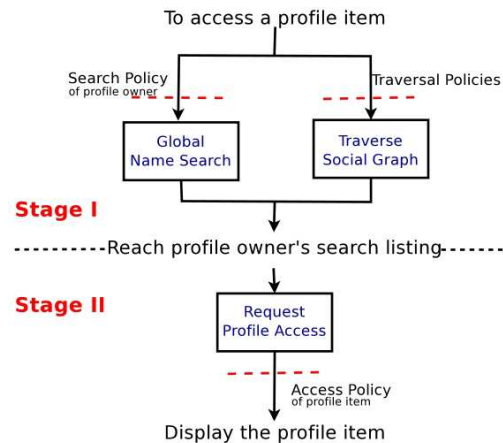 To access a profile item
Search Policy
of profile owner
Traversal Policies
Global
Name Search
Traverse
Social Graph
Stage I
Reach profile owner's search listing
Stage II
Request
Profile Access
Access Policy
of profile item
Display the profile item